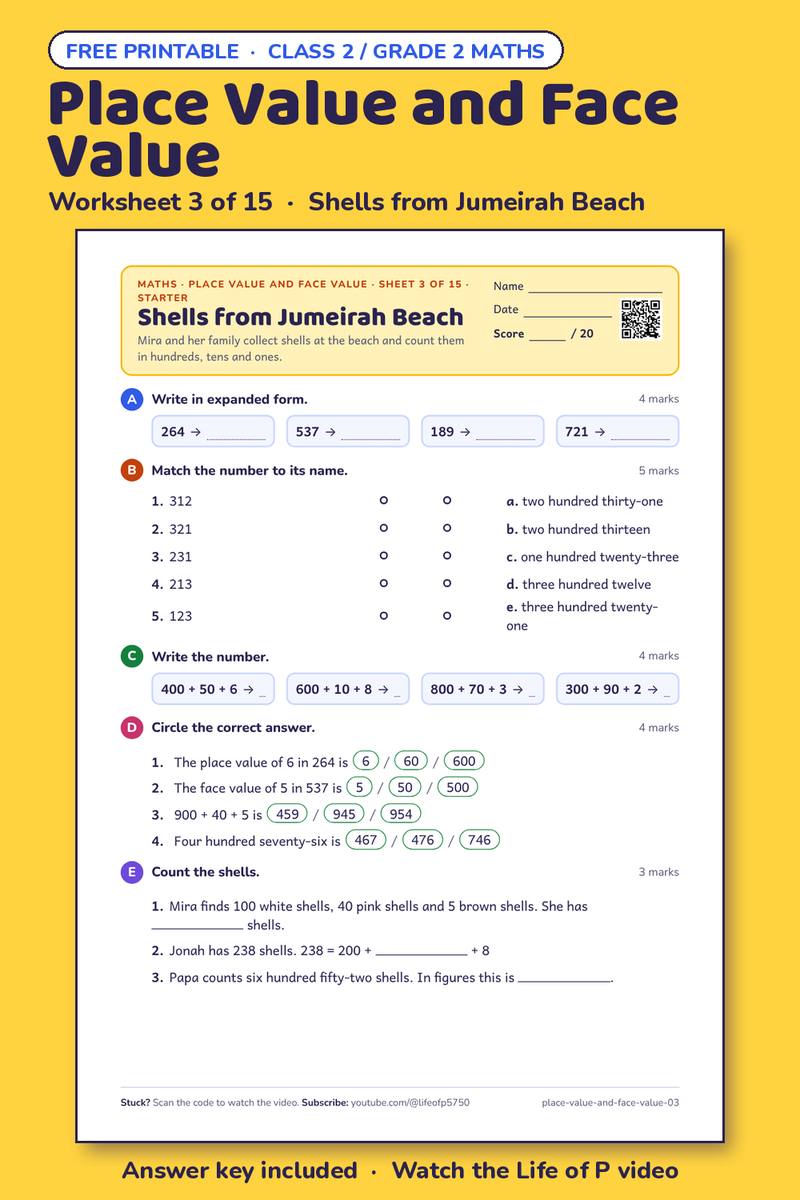 FREE PRINTABLE · CLASS 2 / GRADE 2 MATHS
Place Value and Face
Value
Worksheet 3 of 15 · Shells from Jumeirah Beach
MATHS · PLACE VALUE AND FACE VALUE · SHEET 3 OF 15 ·
STARTER
Shells from Jumeirah Beach
Mira and her family collect shells at the beach and count them
in hundreds, tens and ones.
Name ____________
Date ____________
Score _____ / 20
A Write in expanded form. 4 marks
264 → ________ 537 → ________ 189 → ________ 721 → ________
B Match the number to its name. 5 marks
1. 312 a. two hundred thirty-one
2. 321 b. two hundred thirteen
3. 231 c. one hundred twenty-three
4. 213 d. three hundred twelve
5. 123 e. three hundred twenty-
one
C Write the number. 4 marks
400 + 50 + 6 → _ 600 + 10 + 8 → _ 800 + 70 + 3 → _ 300 + 90 + 2 → _
D Circle the correct answer. 4 marks
1. The place value of 6 in 264 is 6 / 60 / 600
2. The face value of 5 in 537 is 5 / 50 / 500
3. 900 + 40 + 5 is 459 / 945 / 954
4. Four hundred seventy-six is 467 / 476 / 746
E Count the shells. 3 marks
1. Mira finds 100 white shells, 40 pink shells and 5 brown shells. She has
____________ shells.
2. Jonah has 238 shells. 238 = 200 + ____________ + 8
3. Papa counts six hundred fifty-two shells. In figures this is ____________.
Stuck? Scan the code to watch the video. Subscribe: youtube.com/@lifeofp5750 place-value-and-face-value-03
Answer key included · Watch the Life of P video